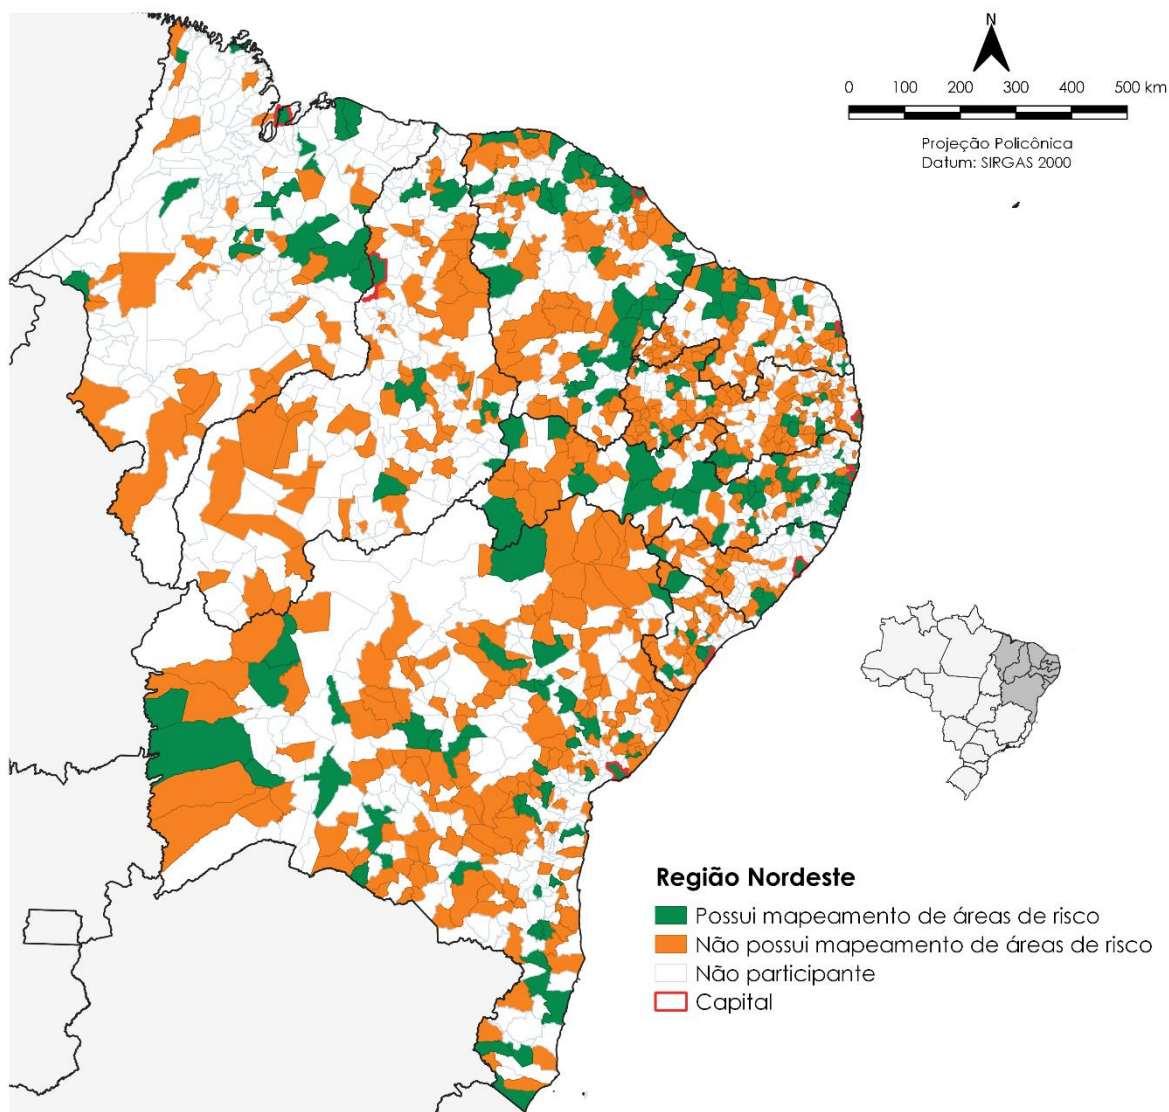 N
0 100 200 300 400 500 km
Projeção Policônica
Datum: SIRGAS 2000
Região Nordeste
Possui mapeamento de áreas de risco
Não possui mapeamento de áreas de risco
Não participante
Capital